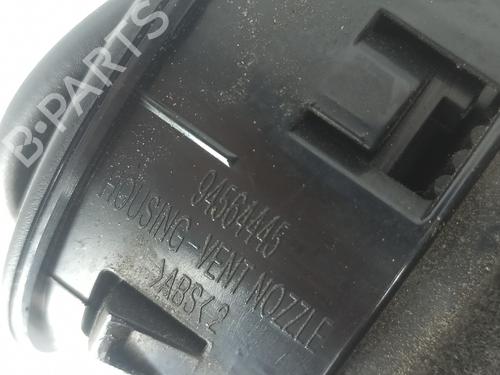 B-PARTS
94564445
HOUSING-VENT NOZZLE
>ABS< 2